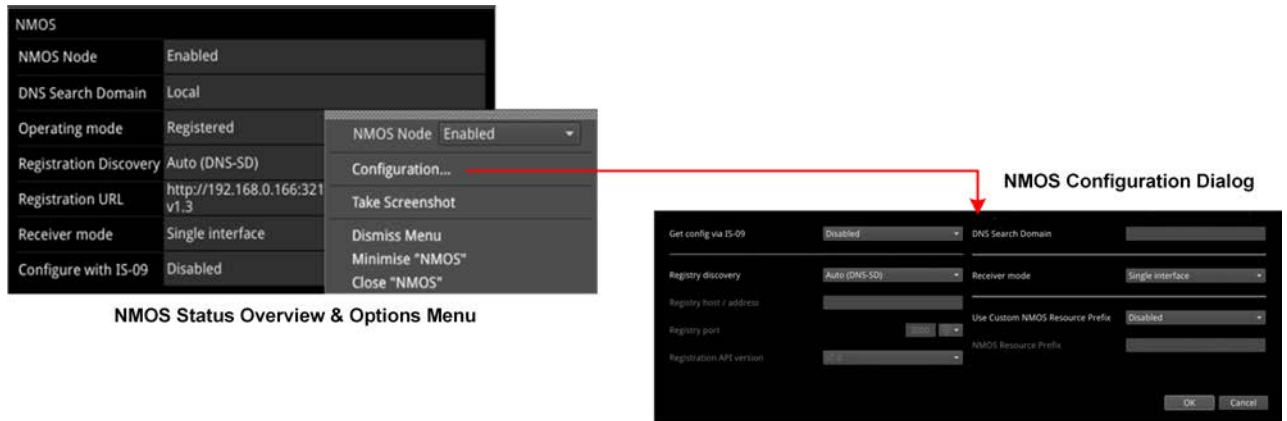 NMOS
NMOS Node Enabled
DNS Search Domain Local
Operating mode Registered
Registration Discovery Auto (DNS-SD)
Registration URL http://192.168.0.166:321
v1.3
Receiver mode Single interface
Configure with IS-09 Disabled
NMOS Node Enabled
Configuration...
Take Screenshot
Dismiss Menu
Minimise "NMOS"
Close "NMOS"
NMOS Status Overview & Options Menu
NMOS Configuration Dialog
Get config via IS-09 Disabled
DNS Search Domain
Registry discovery Auto (DNS-SD)
Receiver mode Single interface
Registry host / address
Use Custom NMOS Resource Prefix Disabled
Registry port
NMOS Resource Prefix
Registration API version
OK Cancel